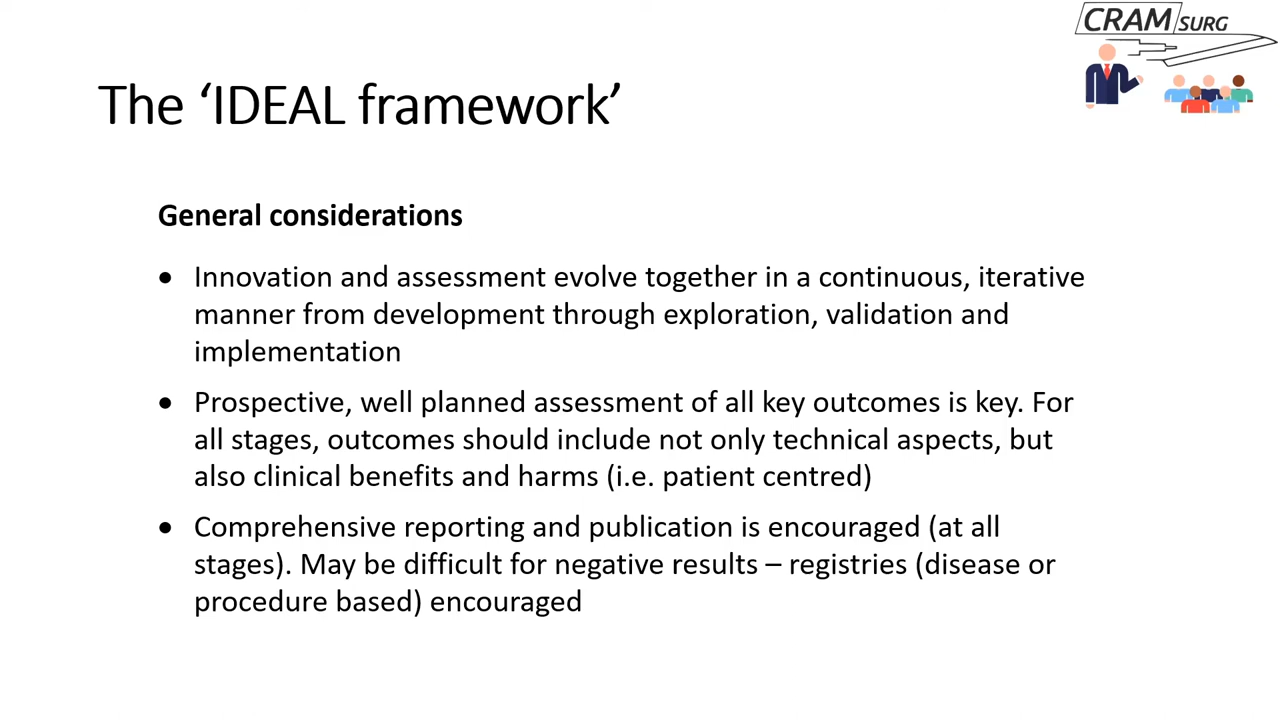 CRAM SURG
The ‘IDEAL framework’
General considerations
• Innovation and assessment evolve together in a continuous, iterative
manner from development through exploration, validation and
implementation
• Prospective, well planned assessment of all key outcomes is key. For
all stages, outcomes should include not only technical aspects, but
also clinical benefits and harms (i.e. patient centred)
• Comprehensive reporting and publication is encouraged (at all
stages). May be difficult for negative results – registries (disease or
procedure based) encouraged